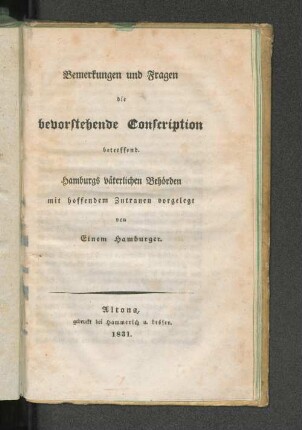 Bemerkungen und Fragen
die
bevorstehende Conscription
betreffend.
Hamburgs väterlichen Behörden
mit hoffendem Zutrauen vorgelegt
von
Einem Hamburger.
Altona,
gedruckt bei Hammerich u. Lesser.
1831.